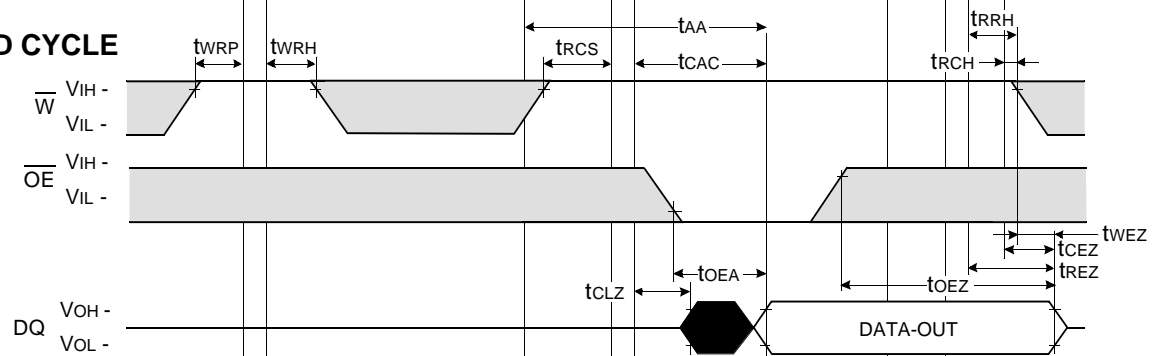 tAA
tRRH
D CYCLE
tWRP
tWRH
tRCS
tCAC
tRCH
W
VIH -
VIL -
OE
VIH -
VIL -
tWEZ
tCEZ
tREZ
tOEA
tOEZ
tCLZ
DQ
VOH -
VOL -
DATA-OUT